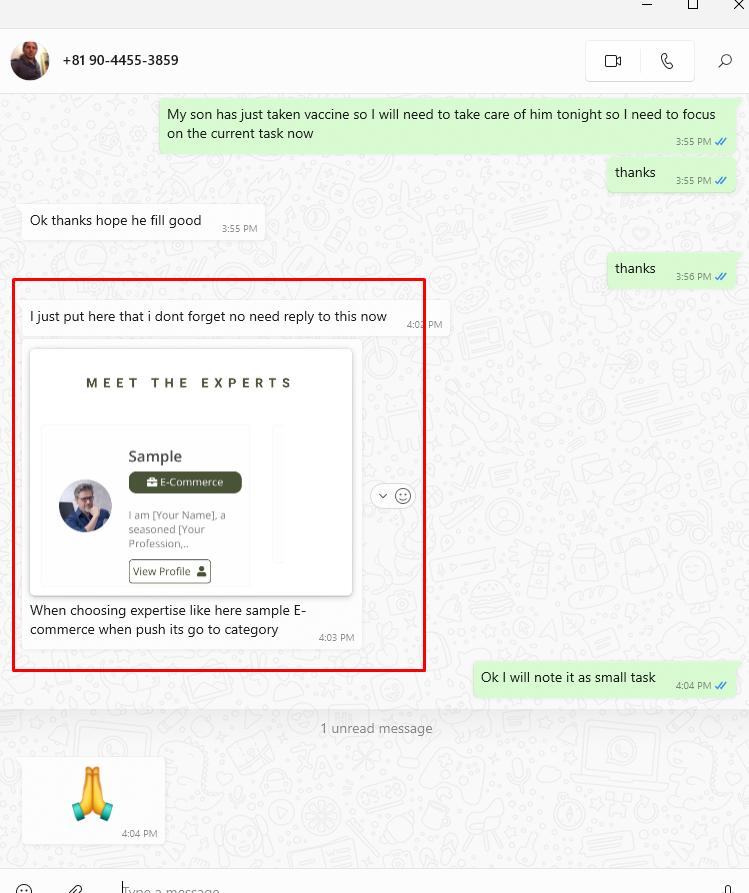 +81 90-4455-3859
My son has just taken vaccine so I will need to take care of him tonight so I need to focus
on the current task now
3:55 PM
thanks
3:55 PM
Ok thanks hope he fill good
3:55 PM
thanks
3:56 PM
I just put here that i dont forget no need reply to this now
4:02 PM
MEET THE EXPERTS
Sample
E-Commerce
I am [Your Name], a
seasoned [Your
Profession,..
View Profile
When choosing expertise like here sample E-
commerce when push its go to category
4:03 PM
Ok I will note it as small task
4:04 PM
1 unread message
4:04 PM
Type a message